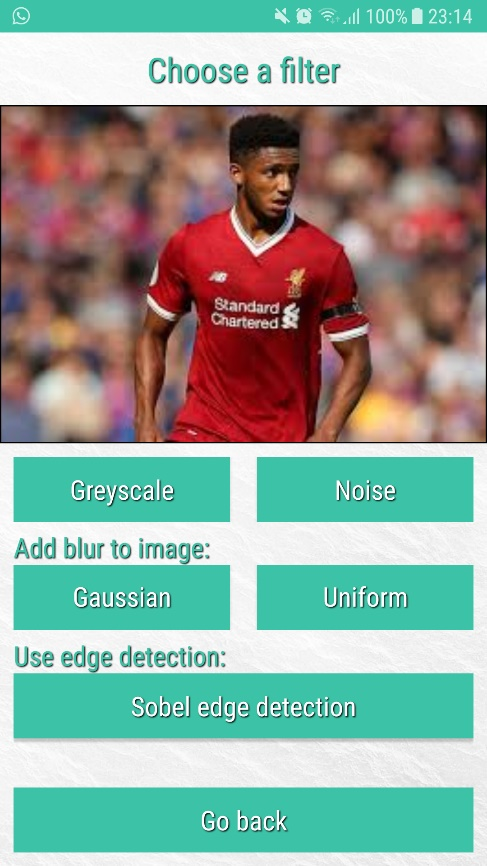 100% 23:14
Choose a filter
NB
Standard
Chartered
Greyscale
Noise
Add blur to image:
Gaussian
Uniform
Use edge detection:
Sobel edge detection
Go back